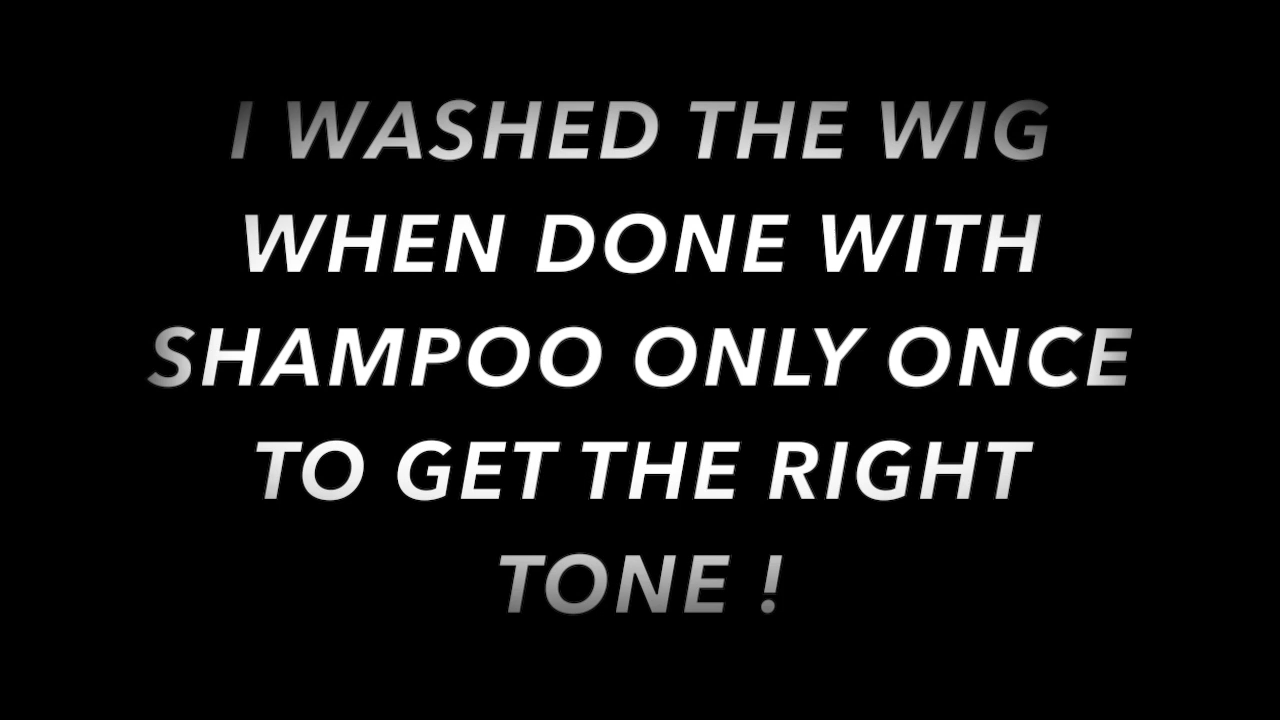 I WASHED THE WIG
WHEN DONE WITH
SHAMPOO ONLY ONCE
TO GET THE RIGHT
TONE !